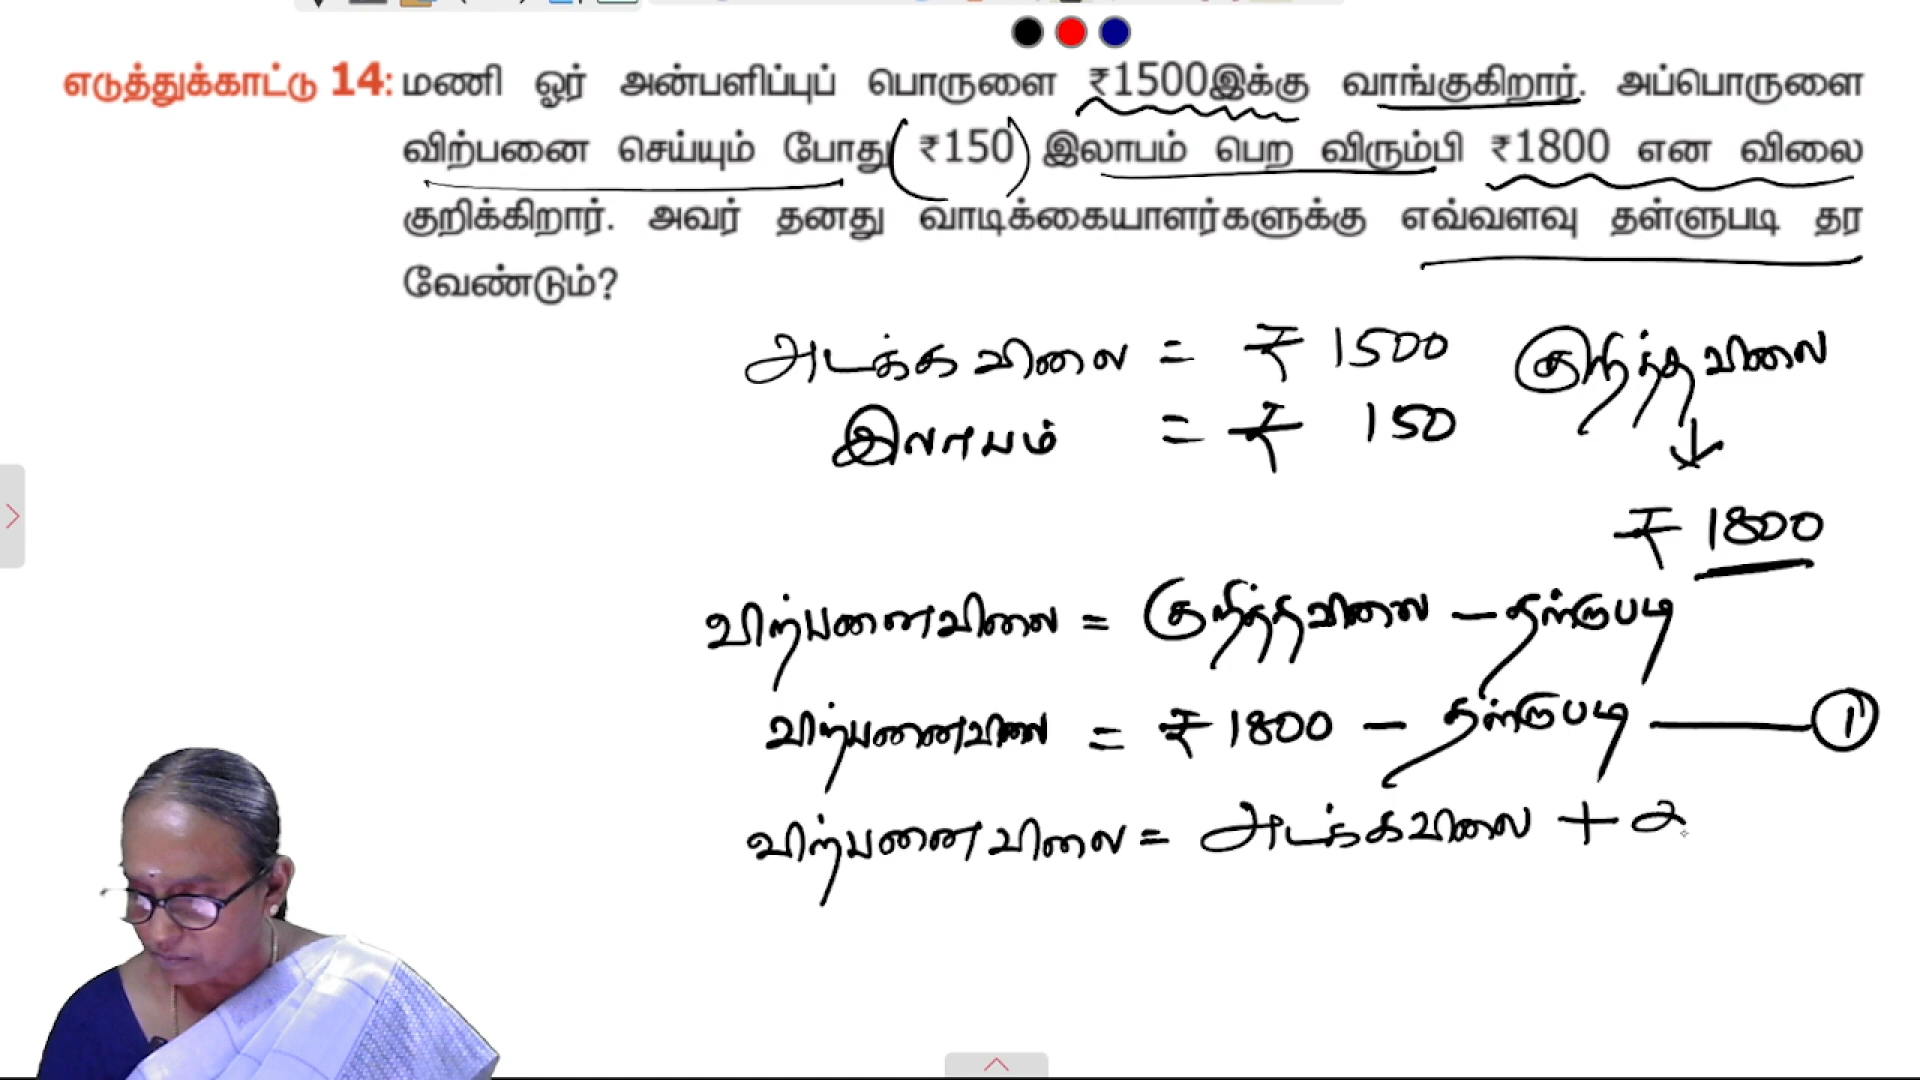 எடுத்துக்காட்டு 14: மணி ஓர் அன்பளிப்புப் பொருளை ₹1500இக்கு வாங்குகிறார். அப்பொருளை
விற்பனை செய்யும் போது ₹150 இலாபம் பெற விரும்பி ₹1800 என விலை
குறிக்கிறார். அவர் தனது வாடிக்கையாளர்களுக்கு எவ்வளவு தள்ளுபடி தர
வேண்டும்?
அடக்கவிலை = ₹ 1500 குறித்தவிலை
இலாபம் = ₹ 150
↓
₹ 1800
விற்பனைவிலை = குறித்தவிலை – தள்ளுபடி
விற்பனைவிலை = ₹ 1800 – தள்ளுபடி —— 1
விற்பனைவிலை = அடக்கவிலை +